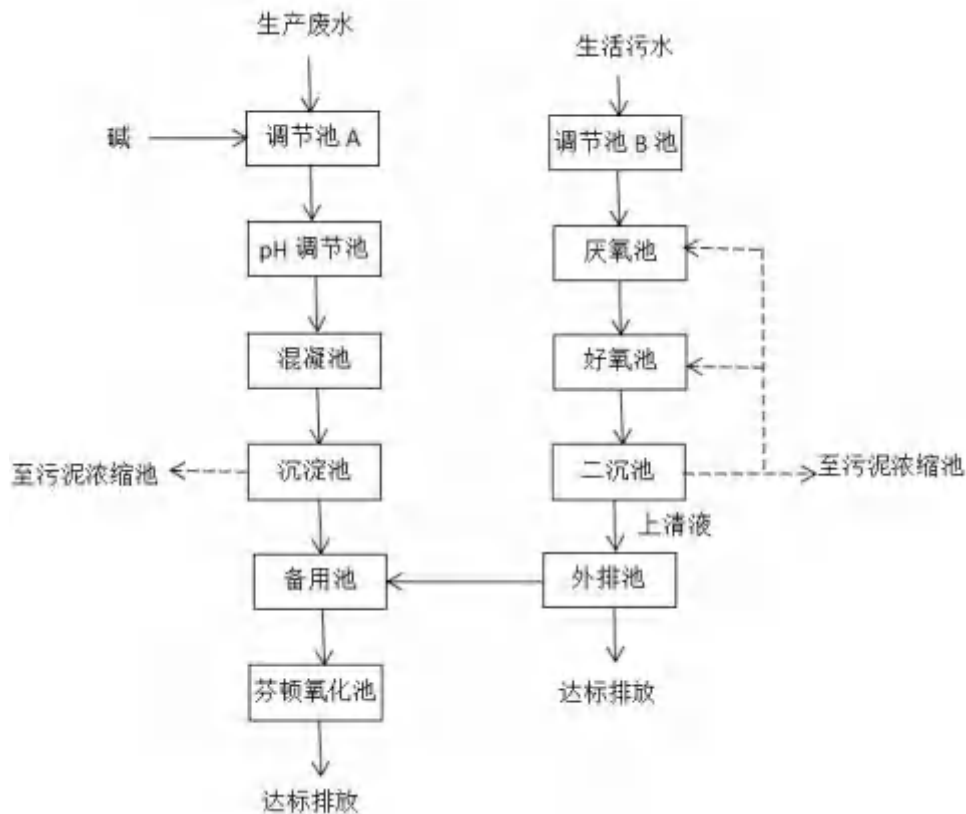 生产废水
生活污水
碱
调节池 A
调节池 B 池
pH 调节池
厌氧池
混凝池
好氧池
至污泥浓缩池
沉淀池
二沉池
至污泥浓缩池
上清液
备用池
外排池
芬顿氧化池
达标排放
达标排放